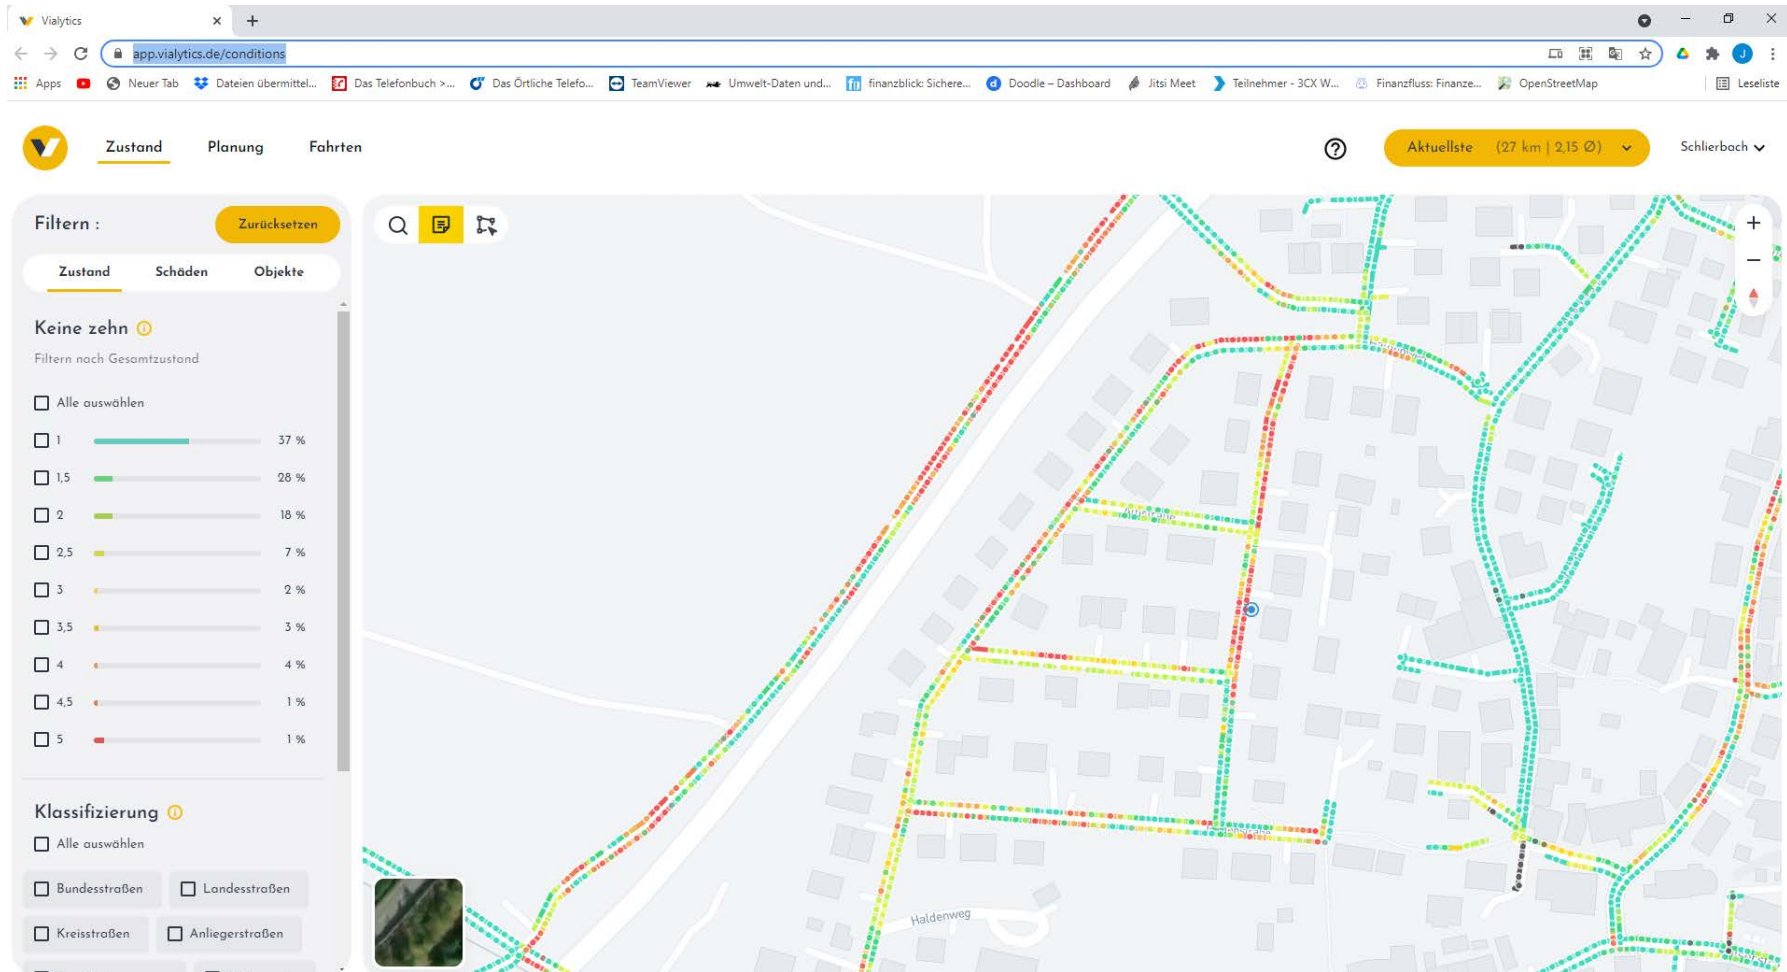 Vialytics
app.vialytics.de/conditions
Apps
Neuer Tab
Dateien übermittel...
Das Telefonbuch >...
Das Örtliche Telefo...
TeamViewer
Umwelt-Daten und...
finanzblick: Sichere...
Doodle – Dashboard
Jitsi Meet
Teilnehmer - 3CX W...
Finanzfluss: Finanze...
OpenStreetMap
Leseliste
Zustand
Planung
Fahrten
Aktuellste (27 km | 2,15 Ø)
Schlierbach
Filtern :
Zurücksetzen
Zustand
Schäden
Objekte
Keine zehn
Filtern nach Gesamtzustand
Alle auswählen
1 37 %
1,5 28 %
2 18 %
2,5 7 %
3 2 %
3,5 3 %
4 4 %
4,5 1 %
5 1 %
Klassifizierung
Alle auswählen
Bundesstraßen
Landesstraßen
Kreisstraßen
Anliegerstraßen
Haldenweg